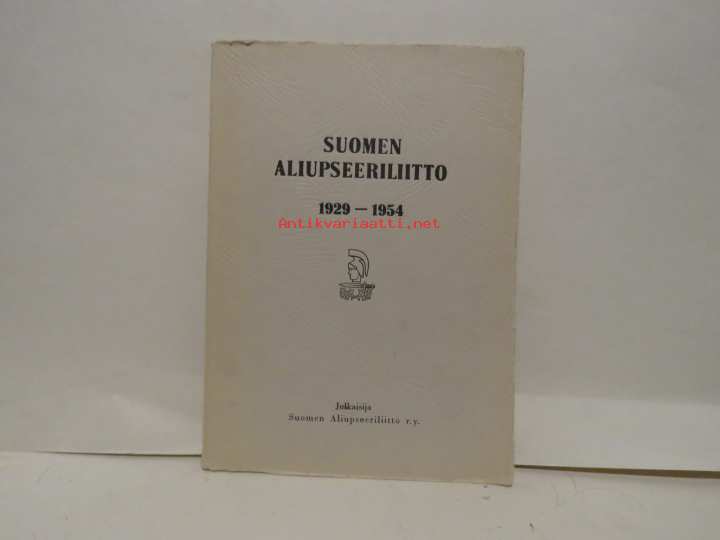 SUOMEN
ALIUPSEERILIITTO
1929 — 1954
Antikvariaatti.net
Julkaisija
Suomen Aliupseeriliitto r.y.